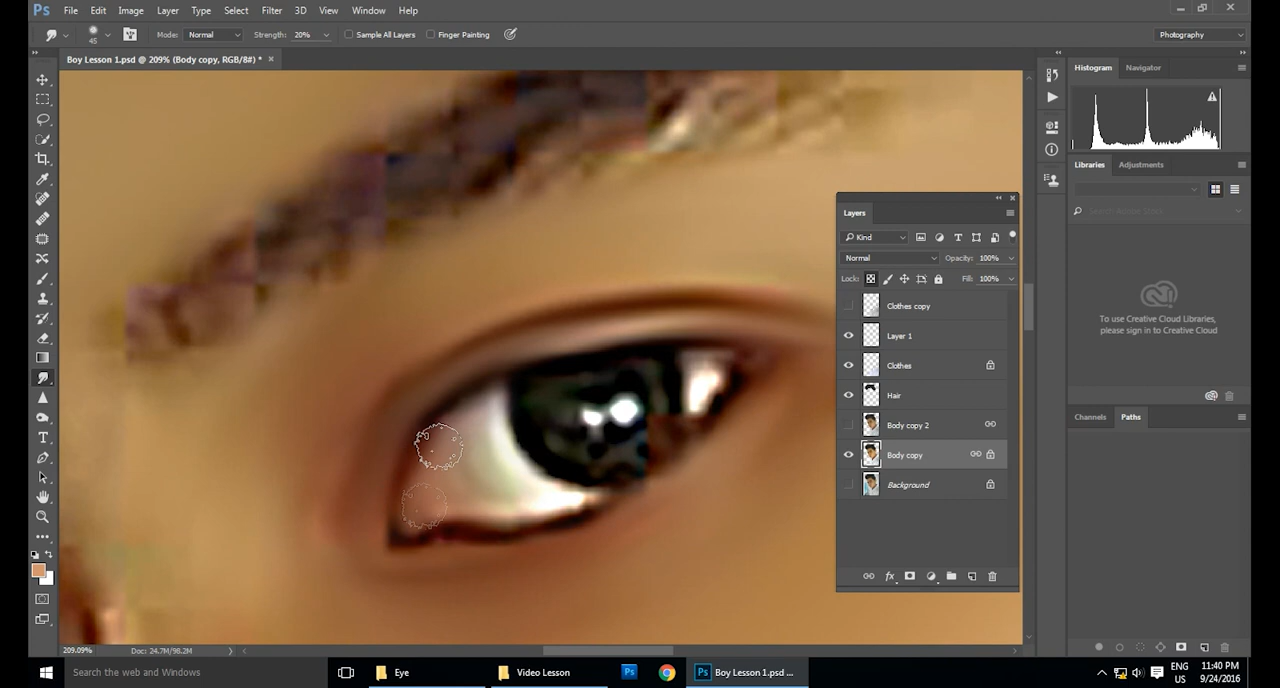 Ps File Edit Image Layer Type Select Filter 3D View Window Help
45 Mode: Normal Strength: 20% Sample All Layers Finger Painting Photography
Boy Lesson 1.psd @ 209% (Body copy, RGB/8#) *
Histogram Navigator
Libraries Adjustments
To use Creative Cloud Libraries,
please sign in to Creative Cloud
Channels Paths
Layers
Kind
Normal Opacity: 100%
Lock: Fill: 100%
Clothes copy
Layer 1
Clothes
Hair
Body copy 2
Body copy
Background
fx
209.09% Doc: 24.7M/98.2M
Search the web and Windows Eye Video Lesson Ps Ps Boy Lesson 1.psd ... ENG 11:40 PM
US 9/24/2016